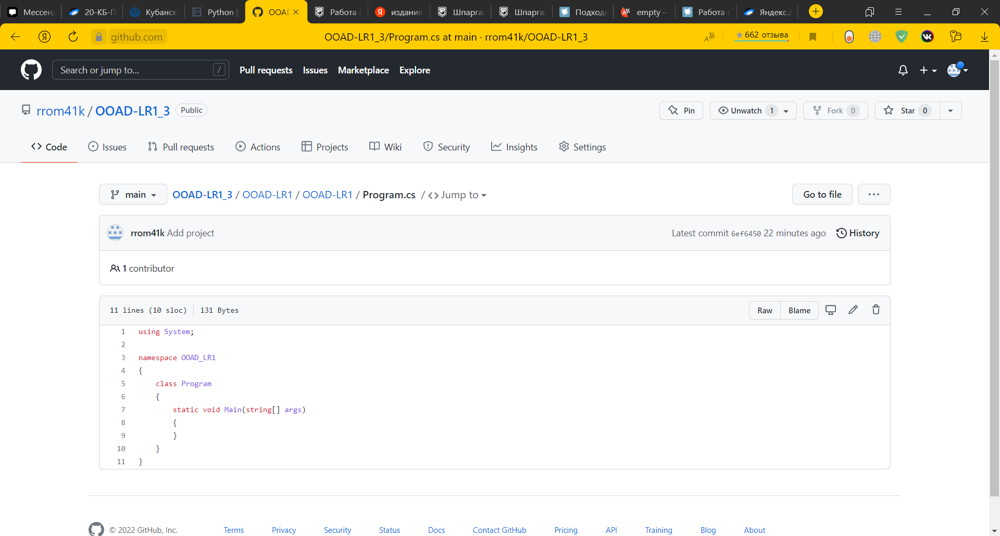 Мессенд 20-КБ-П Кубанск Python | OOAD Работа с издания Шпаргал Шпаргал Подходь empty – Работа с Яндекс.Д
github.com OOAD-LR1_3/Program.cs at main · rrom41k/OOAD-LR1_3 ★662 отзыва
Search or jump to... / Pull requests Issues Marketplace Explore
rrom41k / OOAD-LR1_3 Public Pin Unwatch 1 Fork 0 Star 0
Code Issues Pull requests Actions Projects Wiki Security Insights Settings
main OOAD-LR1_3 / OOAD-LR1 / OOAD-LR1 / Program.cs / <> Jump to Go to file ...
rrom41k Add project Latest commit 6ef6450 22 minutes ago History
1 contributor
11 lines (10 sloc) 131 Bytes Raw Blame
1 using System;
2
3 namespace OOAD_LR1
4 {
5 class Program
6 {
7 static void Main(string[] args)
8 {
9 }
10 }
11 }
© 2022 GitHub, Inc. Terms Privacy Security Status Docs Contact GitHub Pricing API Training Blog About